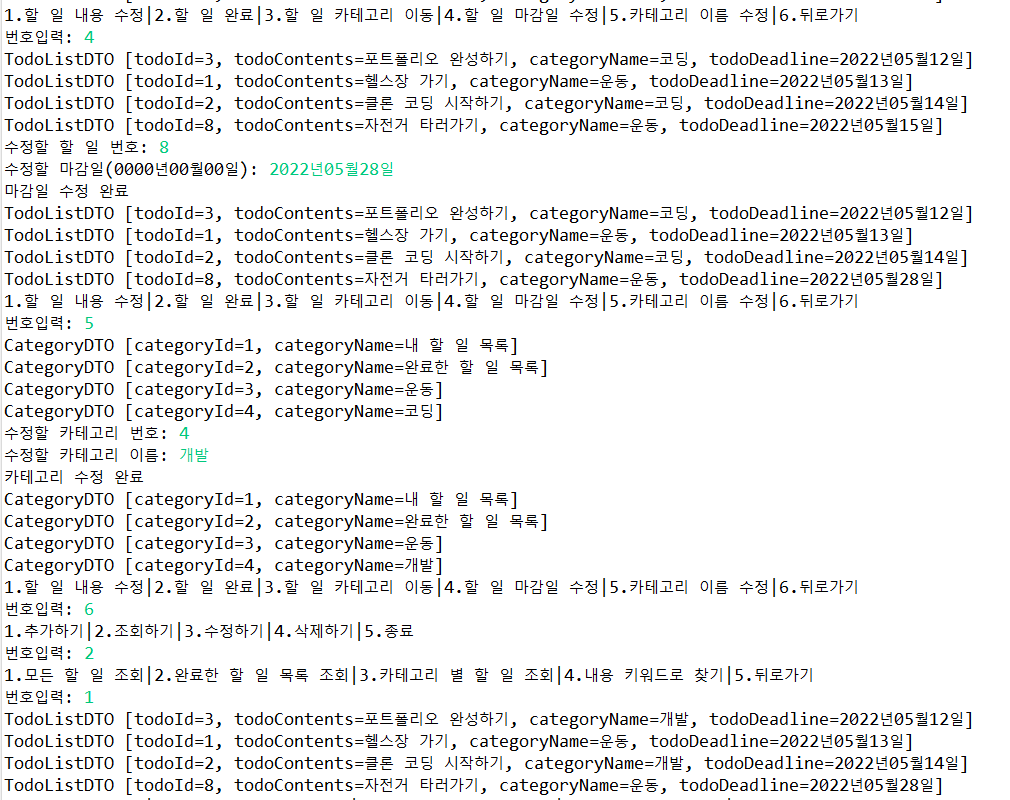 1.할 일 내용 수정|2.할 일 완료|3.할 일 카테고리 이동|4.할 일 마감일 수정|5.카테고리 이름 수정|6.뒤로가기
번호입력: 4
TodoListDTO [todoId=3, todoContents=포트폴리오 완성하기, categoryName=코딩, todoDeadline=2022년05월12일]
TodoListDTO [todoId=1, todoContents=헬스장 가기, categoryName=운동, todoDeadline=2022년05월13일]
TodoListDTO [todoId=2, todoContents=클론 코딩 시작하기, categoryName=코딩, todoDeadline=2022년05월14일]
TodoListDTO [todoId=8, todoContents=자전거 타러가기, categoryName=운동, todoDeadline=2022년05월15일]
수정할 할 일 번호: 8
수정할 마감일(0000년00월00일): 2022년05월28일
마감일 수정 완료
TodoListDTO [todoId=3, todoContents=포트폴리오 완성하기, categoryName=코딩, todoDeadline=2022년05월12일]
TodoListDTO [todoId=1, todoContents=헬스장 가기, categoryName=운동, todoDeadline=2022년05월13일]
TodoListDTO [todoId=2, todoContents=클론 코딩 시작하기, categoryName=코딩, todoDeadline=2022년05월14일]
TodoListDTO [todoId=8, todoContents=자전거 타러가기, categoryName=운동, todoDeadline=2022년05월28일]
1.할 일 내용 수정|2.할 일 완료|3.할 일 카테고리 이동|4.할 일 마감일 수정|5.카테고리 이름 수정|6.뒤로가기
번호입력: 5
CategoryDTO [categoryId=1, categoryName=내 할 일 목록]
CategoryDTO [categoryId=2, categoryName=완료한 할 일 목록]
CategoryDTO [categoryId=3, categoryName=운동]
CategoryDTO [categoryId=4, categoryName=코딩]
수정할 카테고리 번호: 4
수정할 카테고리 이름: 개발
카테고리 수정 완료
CategoryDTO [categoryId=1, categoryName=내 할 일 목록]
CategoryDTO [categoryId=2, categoryName=완료한 할 일 목록]
CategoryDTO [categoryId=3, categoryName=운동]
CategoryDTO [categoryId=4, categoryName=개발]
1.할 일 내용 수정|2.할 일 완료|3.할 일 카테고리 이동|4.할 일 마감일 수정|5.카테고리 이름 수정|6.뒤로가기
번호입력: 6
1.추가하기|2.조회하기|3.수정하기|4.삭제하기|5.종료
번호입력: 2
1.모든 할 일 조회|2.완료한 할 일 목록 조회|3.카테고리 별 할 일 조회|4.내용 키워드로 찾기|5.뒤로가기
번호입력: 1
TodoListDTO [todoId=3, todoContents=포트폴리오 완성하기, categoryName=개발, todoDeadline=2022년05월12일]
TodoListDTO [todoId=1, todoContents=헬스장 가기, categoryName=운동, todoDeadline=2022년05월13일]
TodoListDTO [todoId=2, todoContents=클론 코딩 시작하기, categoryName=개발, todoDeadline=2022년05월14일]
TodoListDTO [todoId=8, todoContents=자전거 타러가기, categoryName=운동, todoDeadline=2022년05월28일]